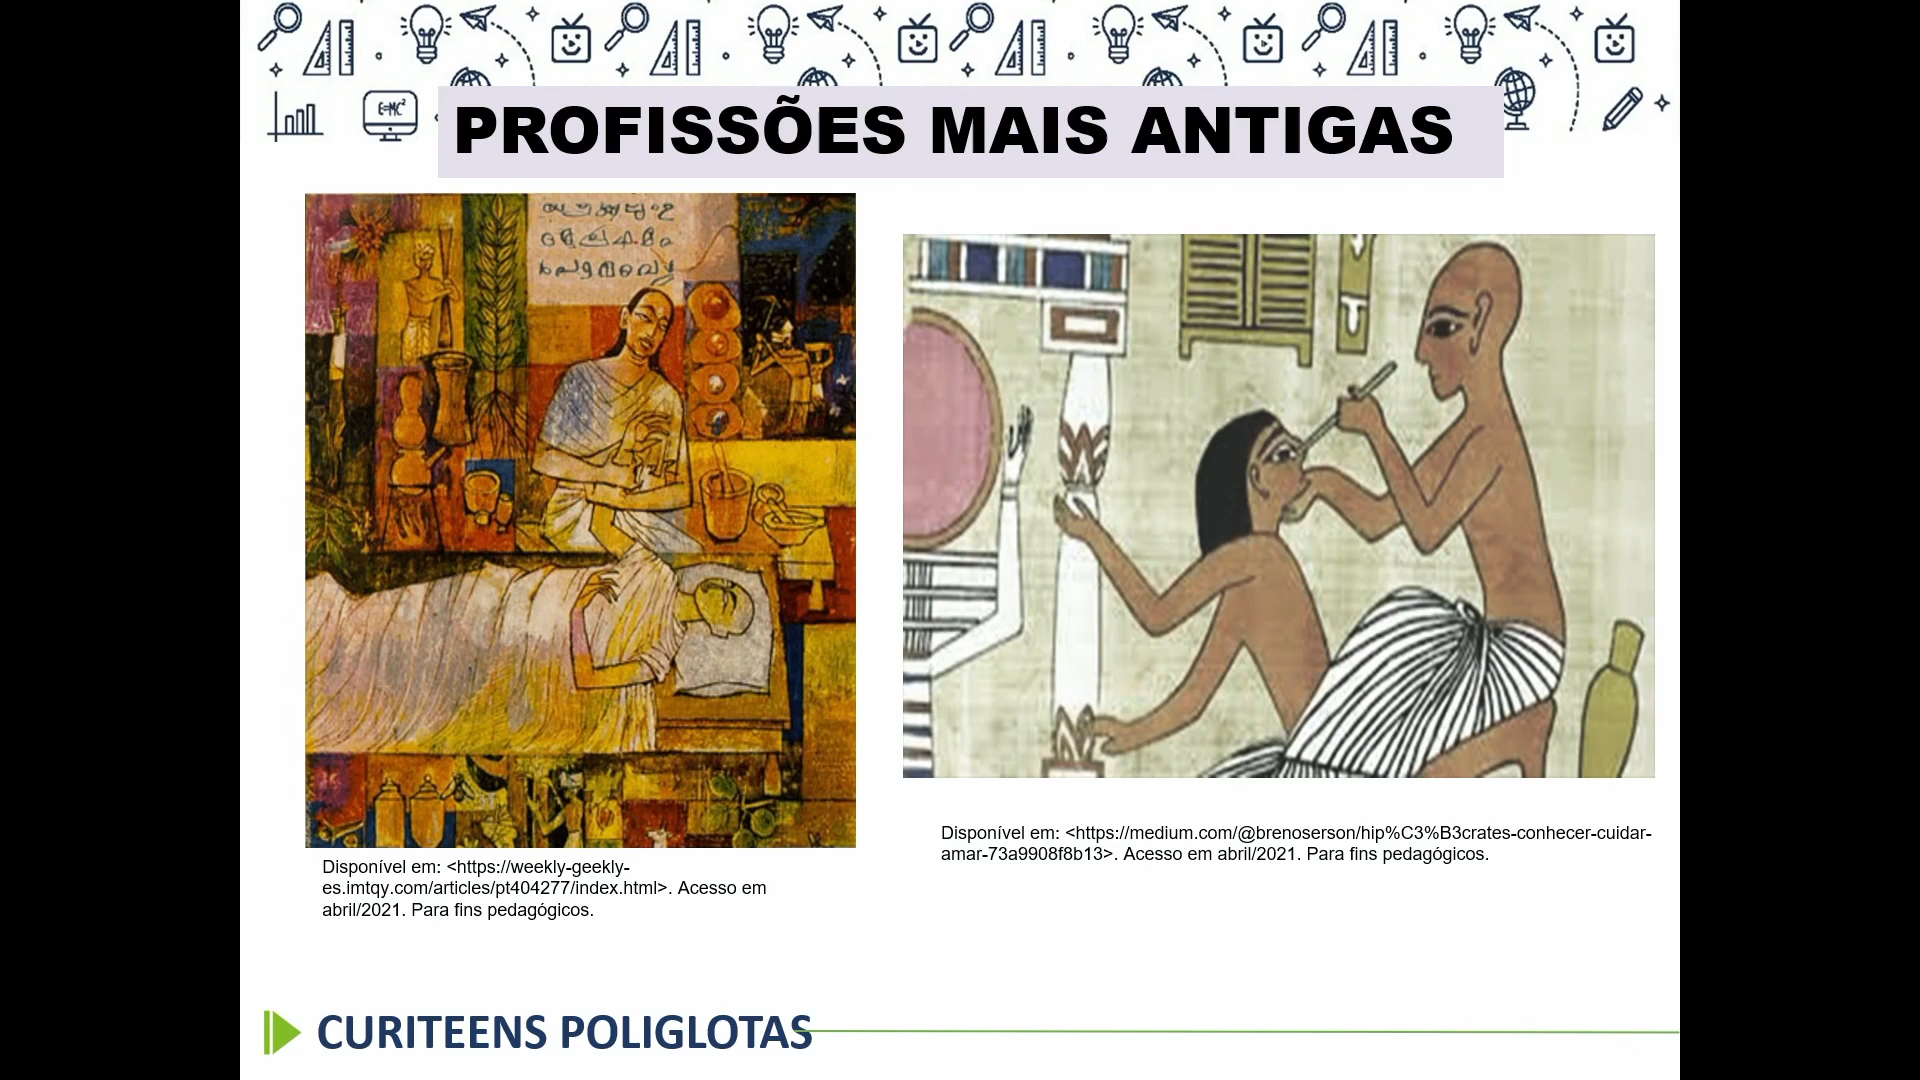 E=MC²
PROFISSÕES MAIS ANTIGAS
Disponível em: <https://weekly-geekly-
es.imtqy.com/articles/pt404277/index.html>. Acesso em
abril/2021. Para fins pedagógicos.
Disponível em: <https://medium.com/@brenoserson/hip%C3%B3crates-conhecer-cuidar-
amar-73a9908f8b13>. Acesso em abril/2021. Para fins pedagógicos.
CURITEENS POLIGLOTAS